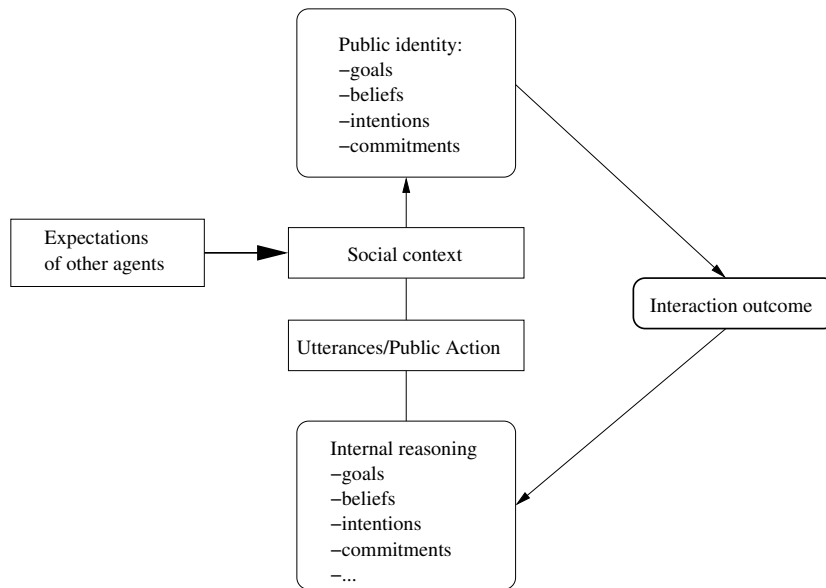 Public identity:
−goals
−beliefs
−intentions
−commitments
Expectations
of other agents
Social context
Interaction outcome
Utterances/Public Action
Internal reasoning
−goals
−beliefs
−intentions
−commitments
−...